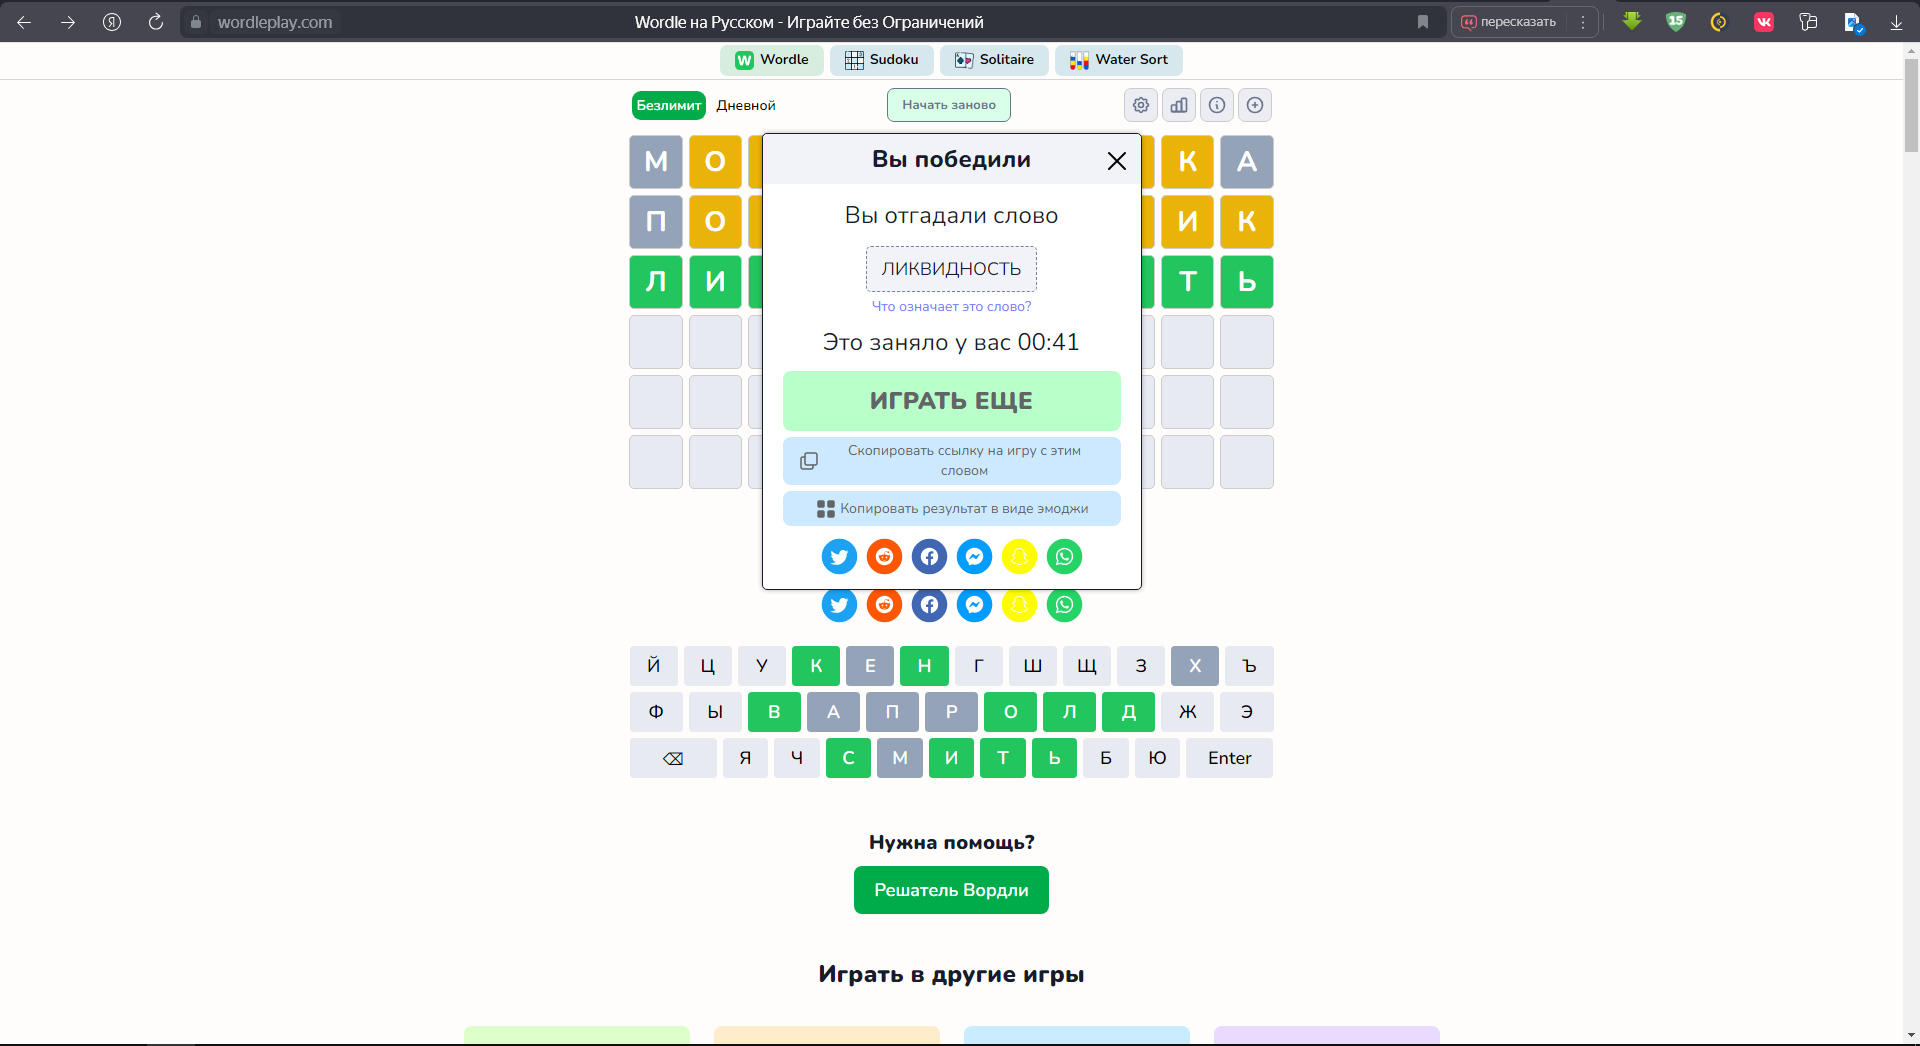 wordleplay.com
Wordle на Русском - Играйте без Ограничений
пересказать
15
Wordle
Sudoku
Solitaire
Water Sort
Безлимит
Дневной
Начать заново
М О К А
П О И К
Л И Т Ь
Вы победили
Вы отгадали слово
ЛИКВИДНОСТЬ
Что означает это слово?
Это заняло у вас 00:41
ИГРАТЬ ЕЩЕ
Скопировать ссылку на игру с этим
словом
Копировать результат в виде эмоджи
Й Ц У К Е Н Г Ш Щ З Х Ъ
Ф Ы В А П Р О Л Д Ж Э
Я Ч С М И Т Ь Б Ю Enter
Нужна помощь?
Решатель Вордли
Играть в другие игры